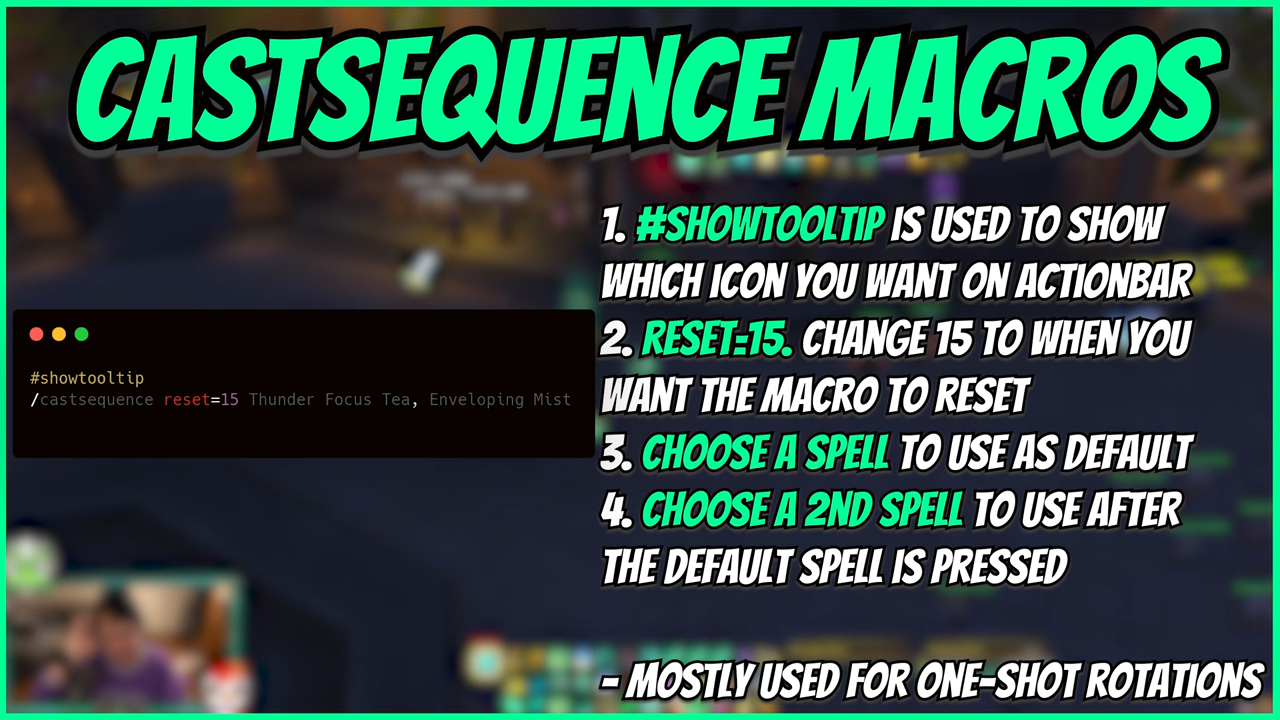 CASTSEQUENCE MACROS
1. #SHOWTOOLTIP IS USED TO SHOW
WHICH ICON YOU WANT ON ACTIONBAR
2. RESET=15. CHANGE 15 TO WHEN YOU
WANT THE MACRO TO RESET
3. CHOOSE A SPELL TO USE AS DEFAULT
4. CHOOSE A 2ND SPELL TO USE AFTER
THE DEFAULT SPELL IS PRESSED
- MOSTLY USED FOR ONE-SHOT ROTATIONS
#showtooltip
/castsequence reset=15 Thunder Focus Tea, Enveloping Mist